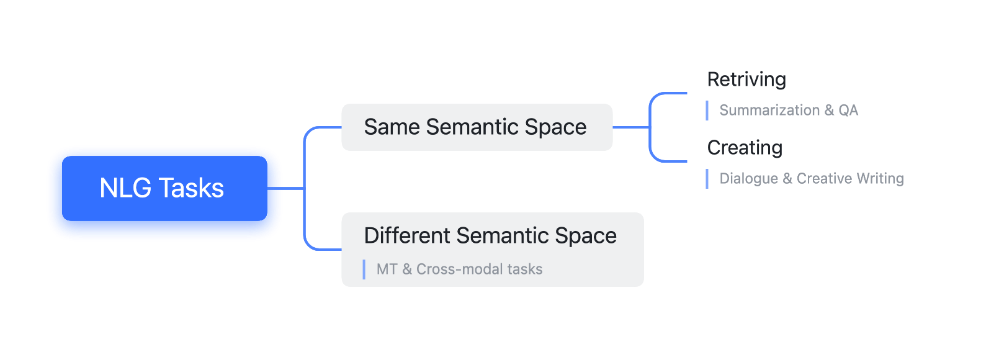 NLG Tasks
Same Semantic Space
Retriving
Summarization & QA
Creating
Dialogue & Creative Writing
Different Semantic Space
MT & Cross-modal tasks